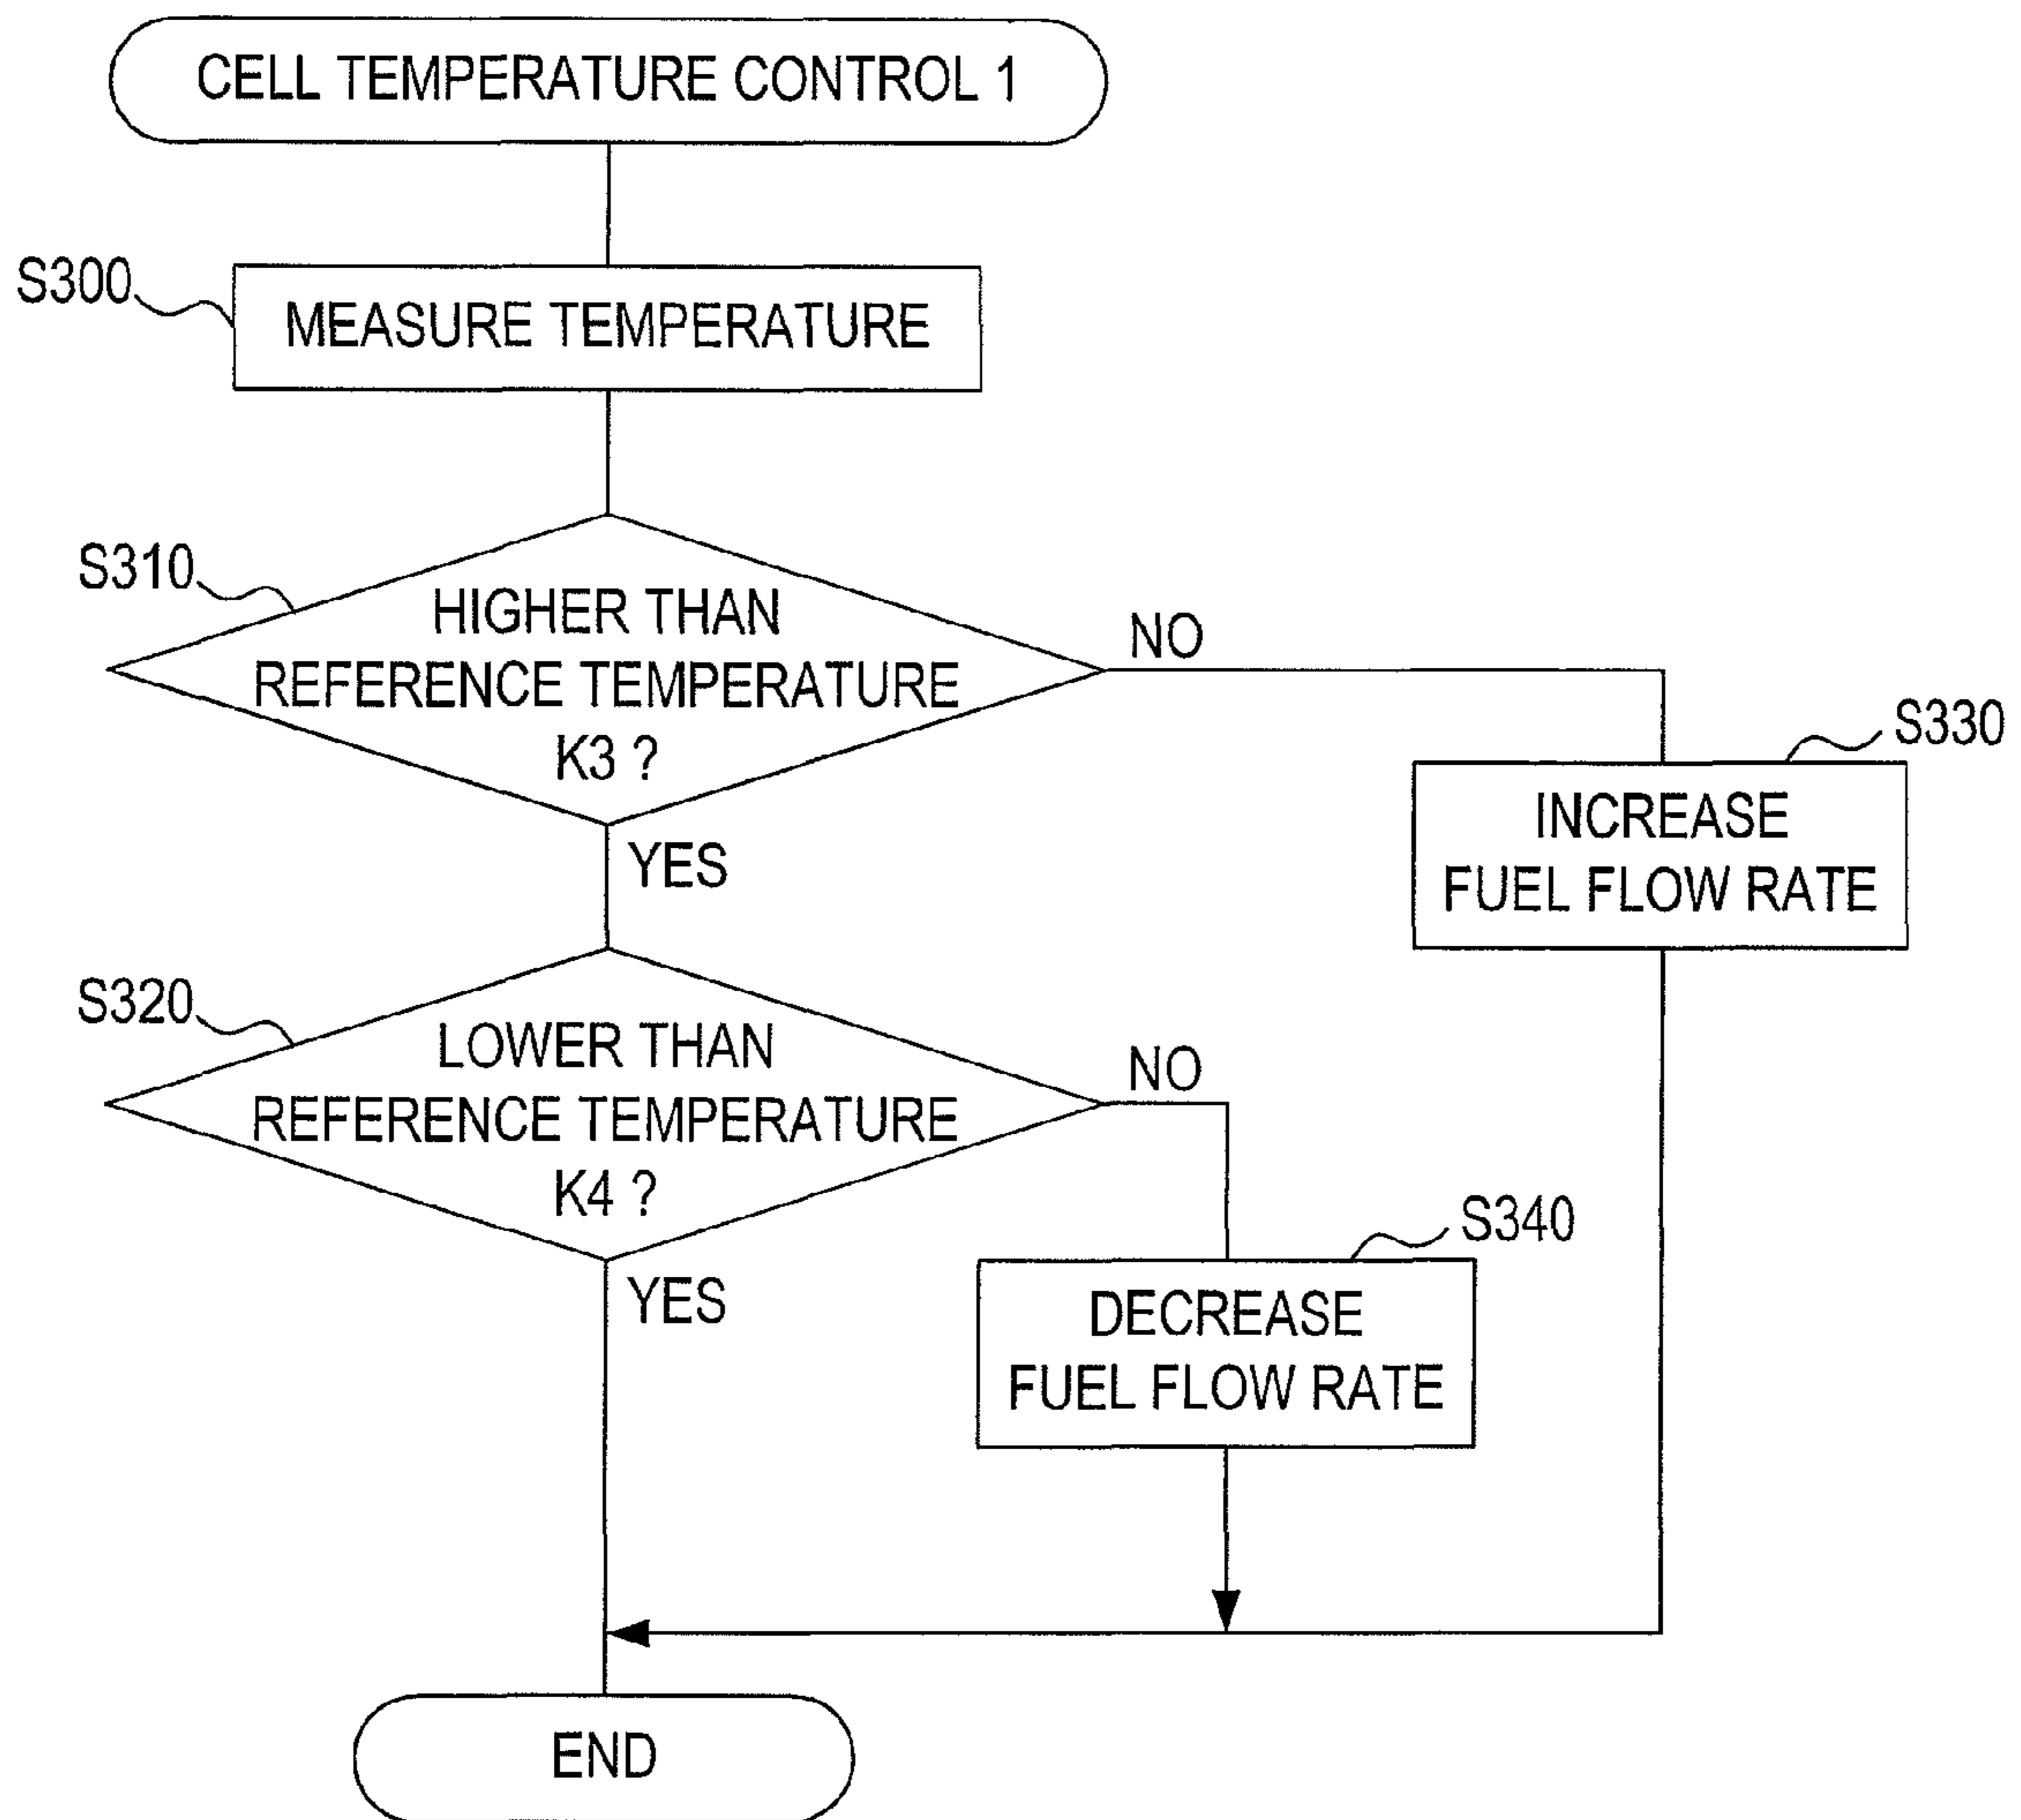 CELL TEMPERATURE CONTROL 1
S300
MEASURE TEMPERATURE
S310
HIGHER THAN
REFERENCE TEMPERATURE
K3 ?
NO
YES
S330
INCREASE
FUEL FLOW RATE
S320
LOWER THAN
REFERENCE TEMPERATURE
K4 ?
NO
YES
S340
DECREASE
FUEL FLOW RATE
END